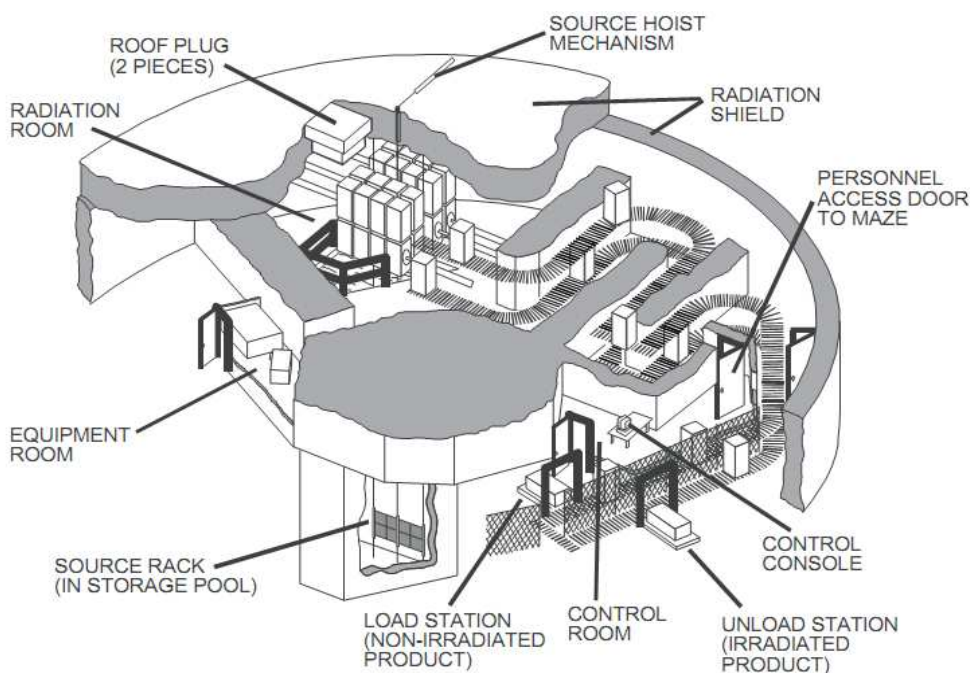 SOURCE HOIST
MECHANISM
ROOF PLUG
(2 PIECES)
RADIATION
ROOM
RADIATION
SHIELD
PERSONNEL
ACCESS DOOR
TO MAZE
EQUIPMENT
ROOM
SOURCE RACK
(IN STORAGE POOL)
LOAD STATION
(NON-IRRADIATED
PRODUCT)
CONTROL
ROOM
CONTROL
CONSOLE
UNLOAD STATION
(IRRADIATED
PRODUCT)